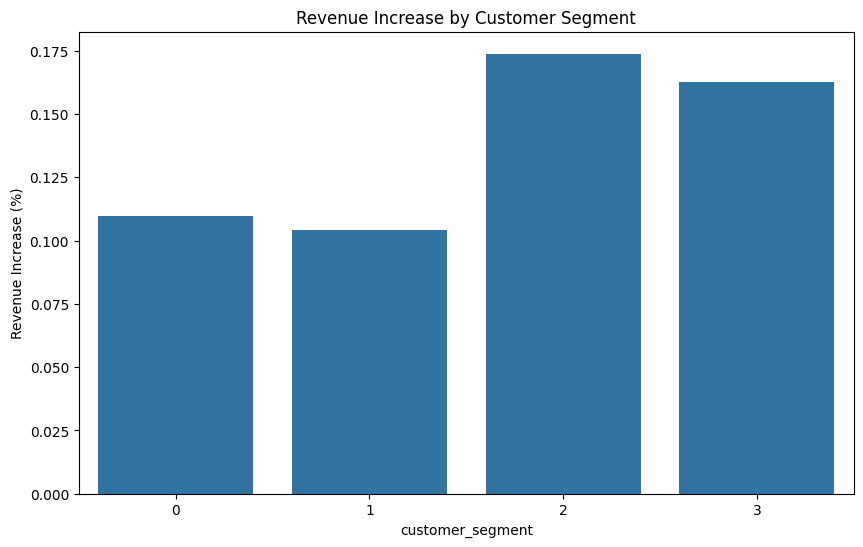 Revenue Increase by Customer Segment
Revenue Increase (%)
0.175
0.150
0.125
0.100
0.075
0.050
0.025
0.000
0 1 2 3
customer_segment